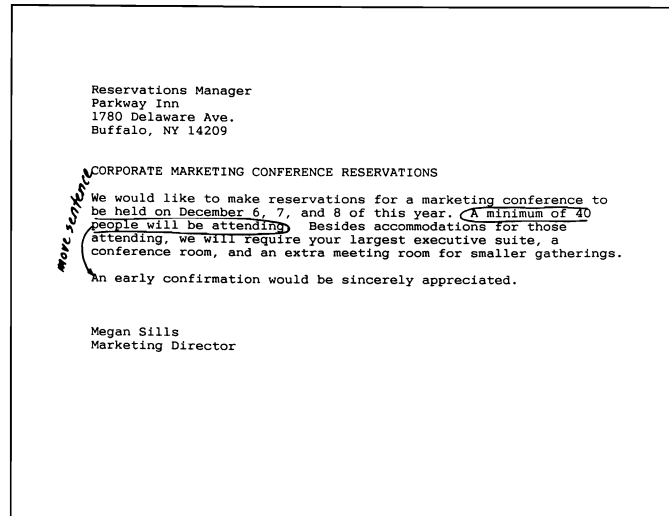 Reservations Manager
Parkway Inn
1780 Delaware Ave.
Buffalo, NY 14209
CORPORATE MARKETING CONFERENCE RESERVATIONS
move sentence
We would like to make reservations for a marketing conference to
be held on December 6, 7, and 8 of this year. A minimum of 40
people will be attending. Besides accommodations for those
attending, we will require your largest executive suite, a
conference room, and an extra meeting room for smaller gatherings.
An early confirmation would be sincerely appreciated.
Megan Sills
Marketing Director